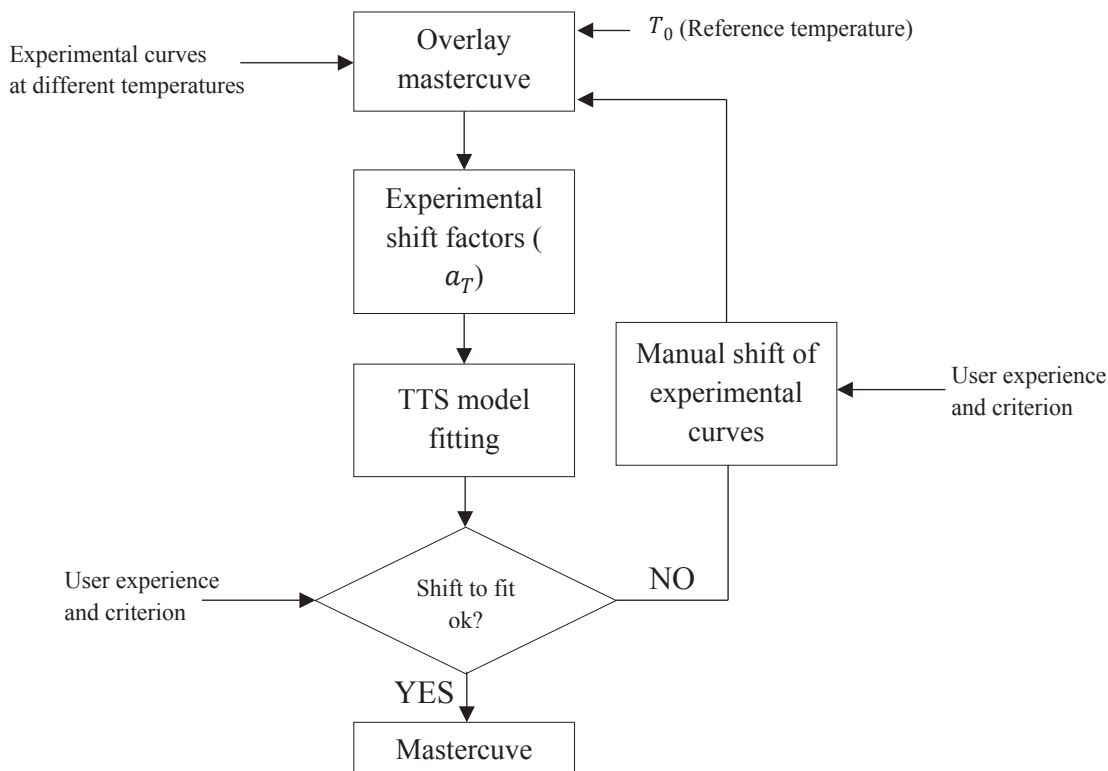 T₀ (Reference temperature)
Overlay
mastercuve
Experimental curves
at different temperatures
Experimental
shift factors (
a_T)
Manual shift of
experimental
curves
User experience
and criterion
TTS model
fitting
Shift to fit
ok?
NO
User experience
and criterion
YES
Mastercuve